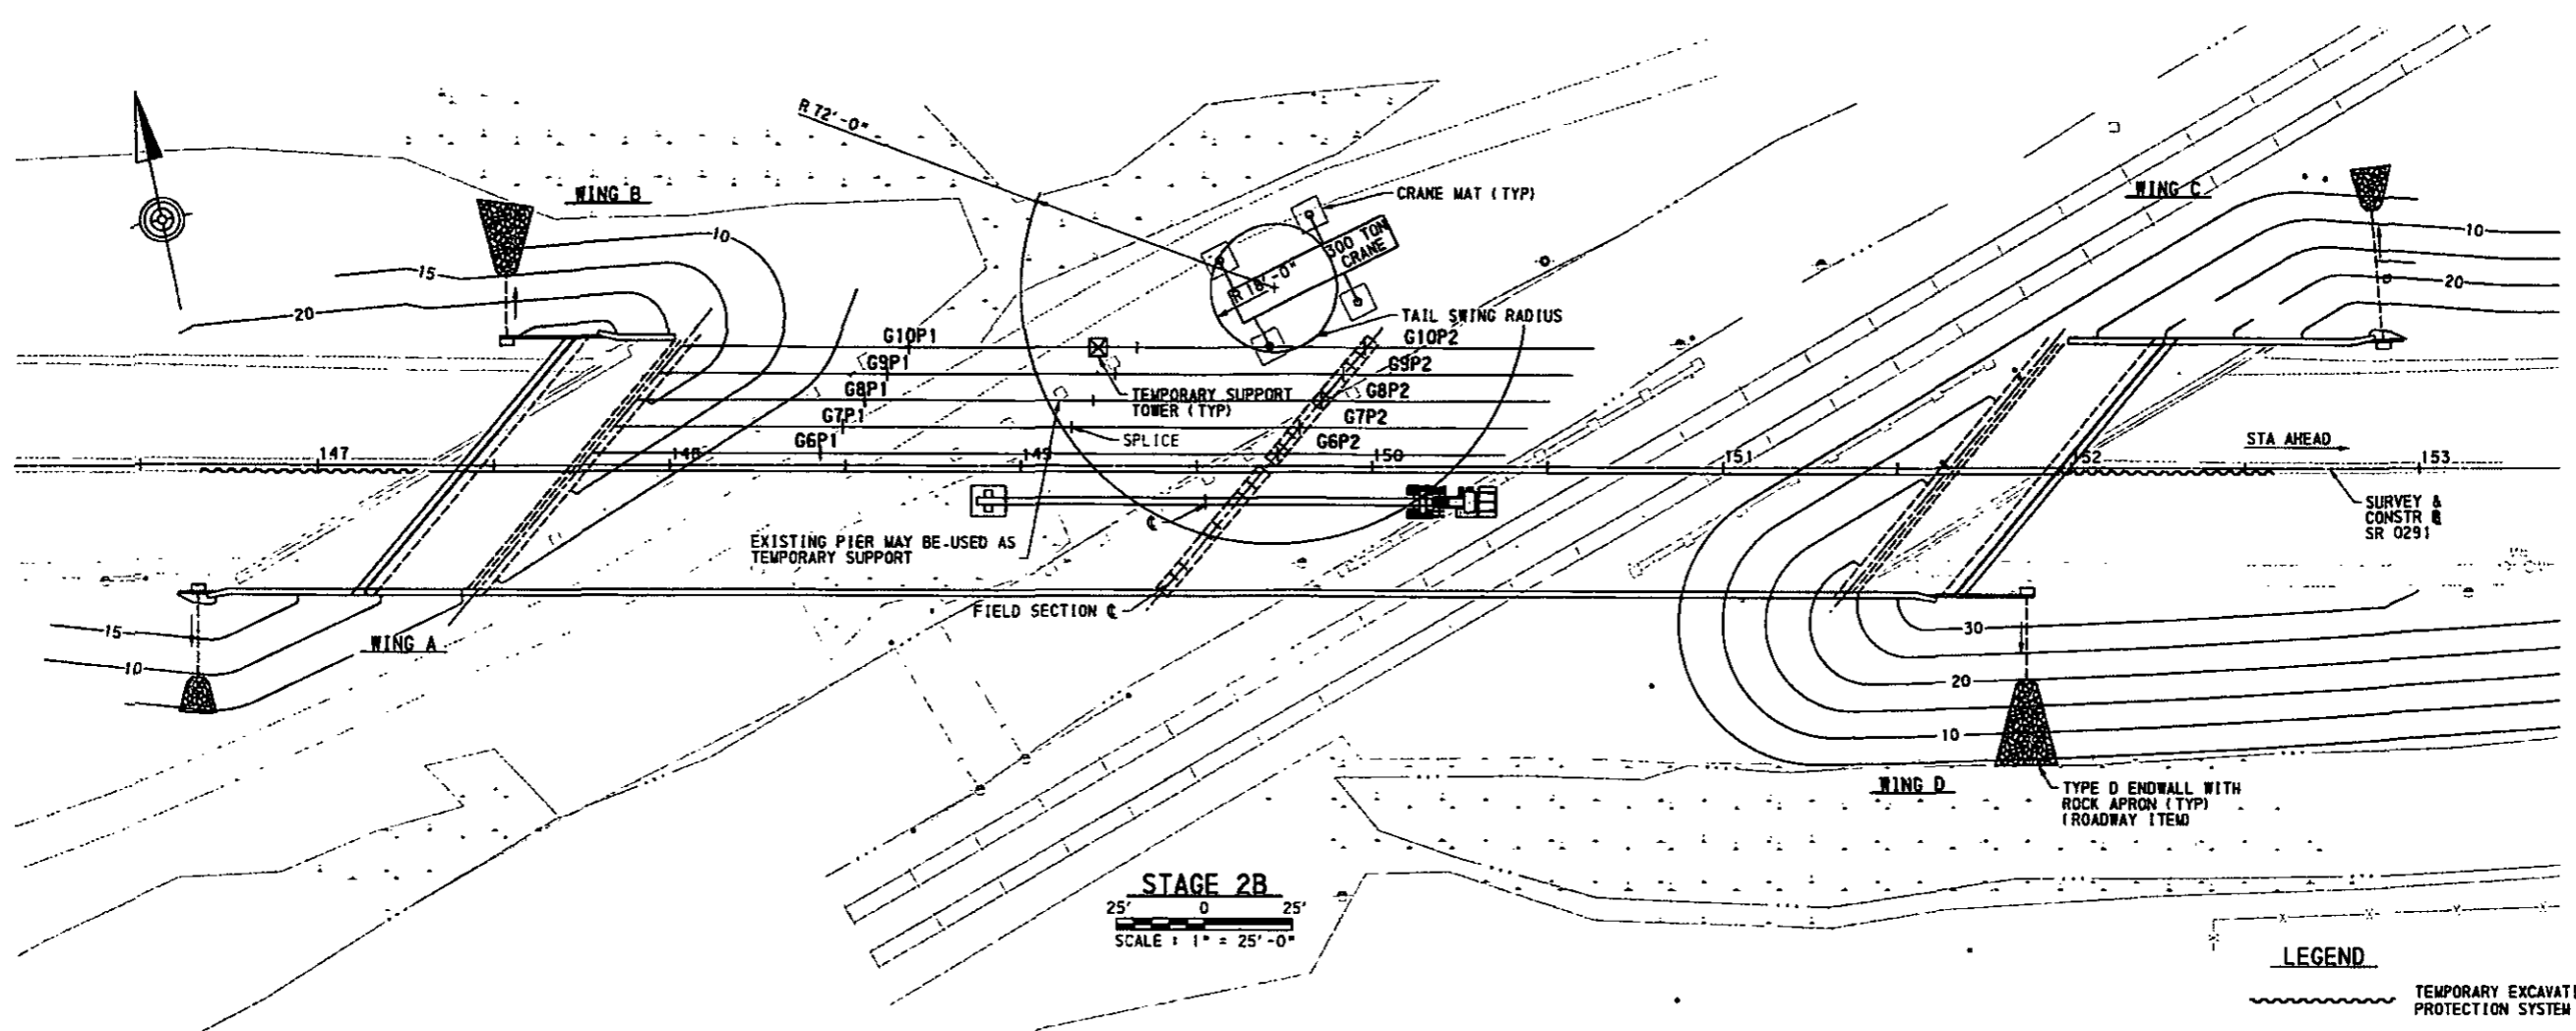 R 72'-0"
WING B
CRANE MAT (TYP)
WING C
10
10
15
300 TON
CRANE
R 18'-0"
20
20
TAIL SWING RADIUS
G10P1
G10P2
G9P1
G9P2
G8P1
G8P2
TEMPORARY SUPPORT
TOWER (TYP)
G7P1
G7P2
SPLICE
G6P1
G6P2
STA AHEAD
147
148
149
150
151
152
153
SURVEY &
CONSTR ℄
SR 0291
℄
EXISTING PIER MAY BE-USED AS
TEMPORARY SUPPORT
FIELD SECTION ℄
15
WING A
10
30
20
10
WING D
TYPE D ENDWALL WITH
ROCK APRON (TYP)
(ROADWAY ITEM)
STAGE 2B
25' 0 25'
SCALE : 1" = 25'-0"
LEGEND
TEMPORARY EXCAVATI
PROTECTION SYSTEM